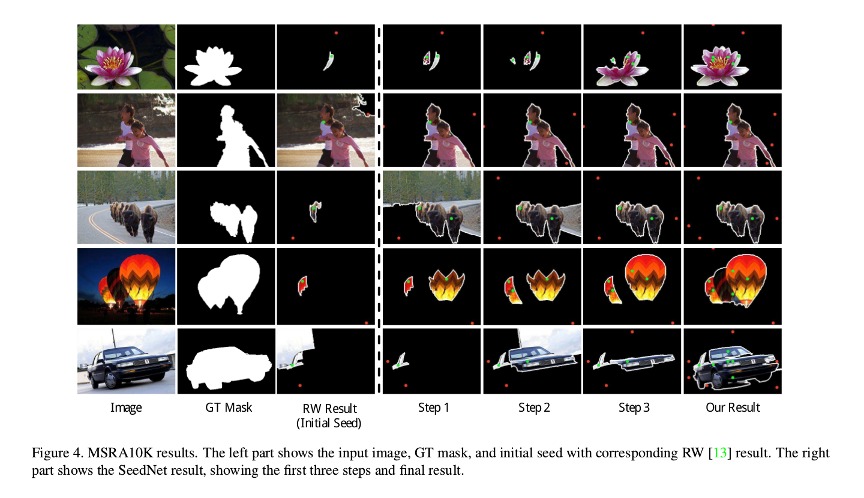 Image
GT Mask
RW Result
(Initial Seed)
Step 1
Step 2
Step 3
Our Result
Figure 4. MSRA10K results. The left part shows the input image, GT mask, and initial seed with corresponding RW [13] result. The right
part shows the SeedNet result, showing the first three steps and final result.